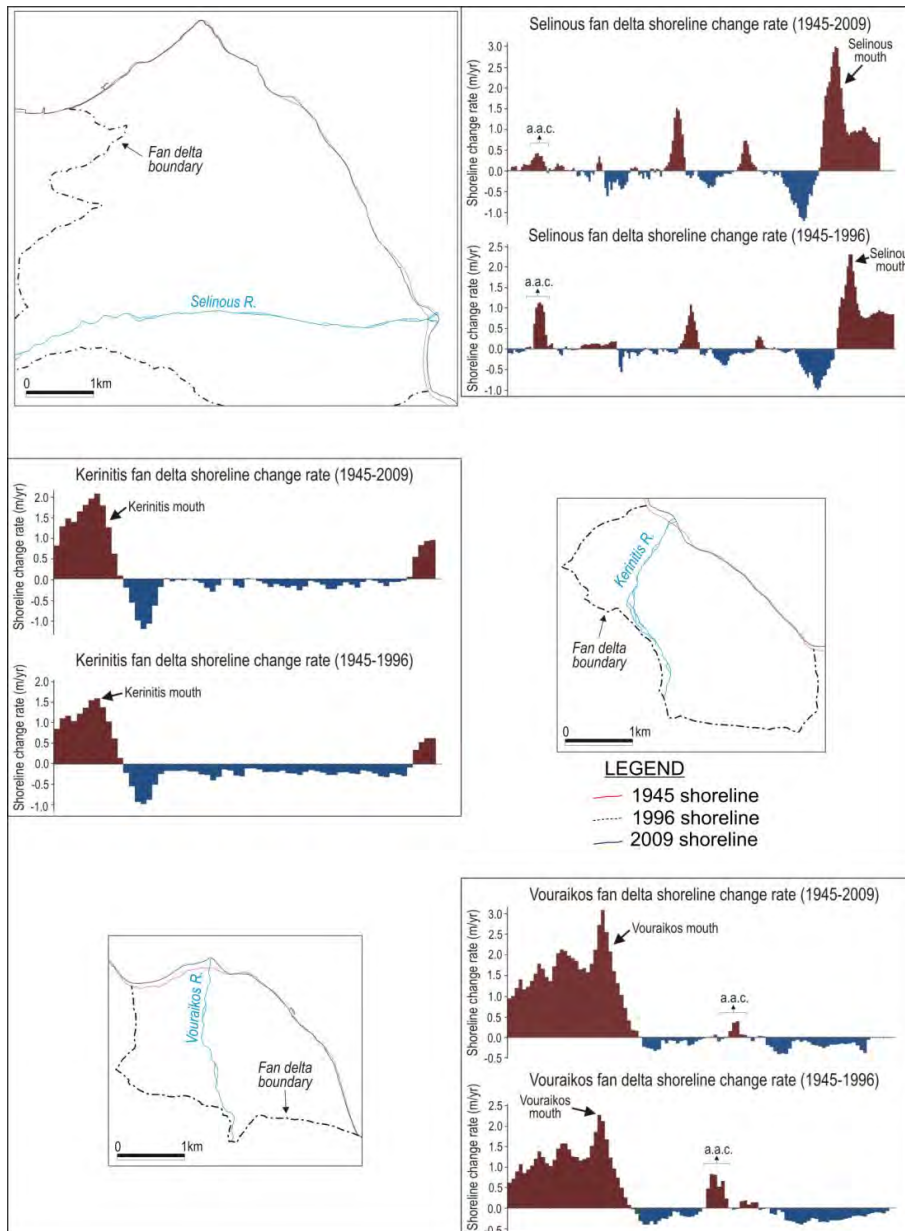 Fan delta
boundary
Selinous R.
0 1km
Selinous fan delta shoreline change rate (1945-2009)
Shoreline change rate (m/yr)
3.0
2.5
2.0
1.5
1.0
0.5
0.0
-0.5
-1.0
a.a.c.
Selinous
mouth
Selinous fan delta shoreline change rate (1945-1996)
Shoreline change rate (m/yr)
2.5
2.0
1.5
1.0
0.5
0.0
-0.5
-1.0
a.a.c.
Selinous
mouth
Kerinitis fan delta shoreline change rate (1945-2009)
Shoreline change rate (m/yr)
2.0
1.5
1.0
0.5
0.0
-0.5
-1.0
Kerinitis mouth
Kerinitis fan delta shoreline change rate (1945-1996)
Shoreline change rate (m/yr)
2.0
1.5
1.0
0.5
0.0
-0.5
-1.0
Kerinitis mouth
Kerinitis R.
Fan delta
boundary
0 1km
LEGEND
1945 shoreline
1996 shoreline
2009 shoreline
Vouraikos R.
Fan delta
boundary
0 1km
Vouraikos fan delta shoreline change rate (1945-2009)
Shoreline change rate (m/yr)
3.0
2.5
2.0
1.5
1.0
0.5
0.0
-0.5
Vouraikos mouth
a.a.c.
Vouraikos fan delta shoreline change rate (1945-1996)
Shoreline change rate (m/yr)
2.5
2.0
1.5
1.0
0.5
0.0
-0.5
Vouraikos
mouth
a.a.c.